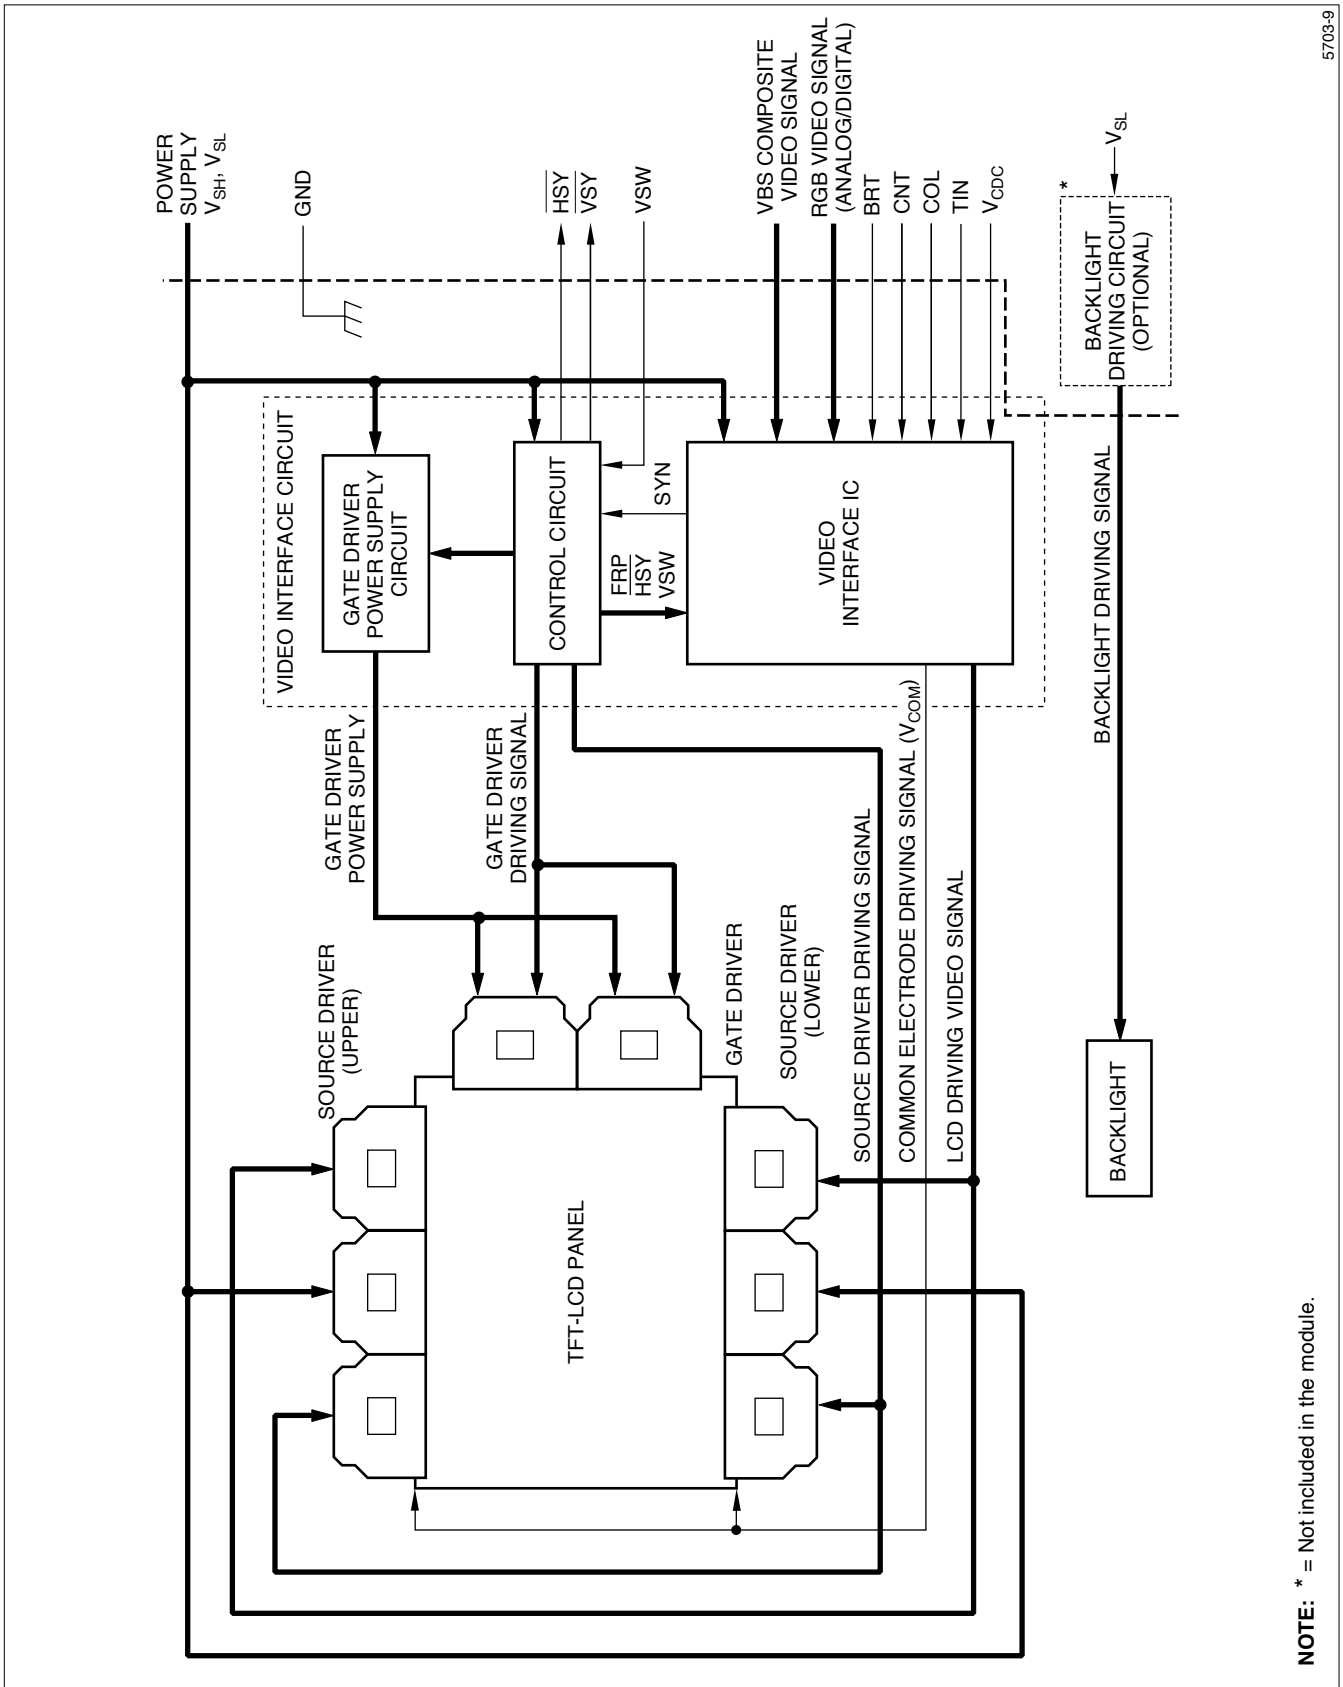 POWER
SUPPLY
VSH, VSL
GND
HSY
VSY
VSW
VBS COMPOSITE
VIDEO SIGNAL
RGB VIDEO SIGNAL
(ANALOG/DIGITAL)
BRT
CNT
COL
TIN
VCDC
VSL
*
BACKLIGHT
DRIVING CIRCUIT
(OPTIONAL)
VIDEO INTERFACE CIRCUIT
GATE DRIVER
POWER SUPPLY
CIRCUIT
CONTROL CIRCUIT
SYN
FRP
HSY
VSW
VIDEO
INTERFACE IC
BACKLIGHT DRIVING SIGNAL
GATE DRIVER
POWER SUPPLY
GATE DRIVER
DRIVING SIGNAL
SOURCE DRIVER DRIVING SIGNAL
COMMON ELECTRODE DRIVING SIGNAL (VCOM)
LCD DRIVING VIDEO SIGNAL
SOURCE DRIVER
(UPPER)
GATE DRIVER
SOURCE DRIVER
(LOWER)
TFT-LCD PANEL
BACKLIGHT
NOTE: * = Not included in the module.
5703-9